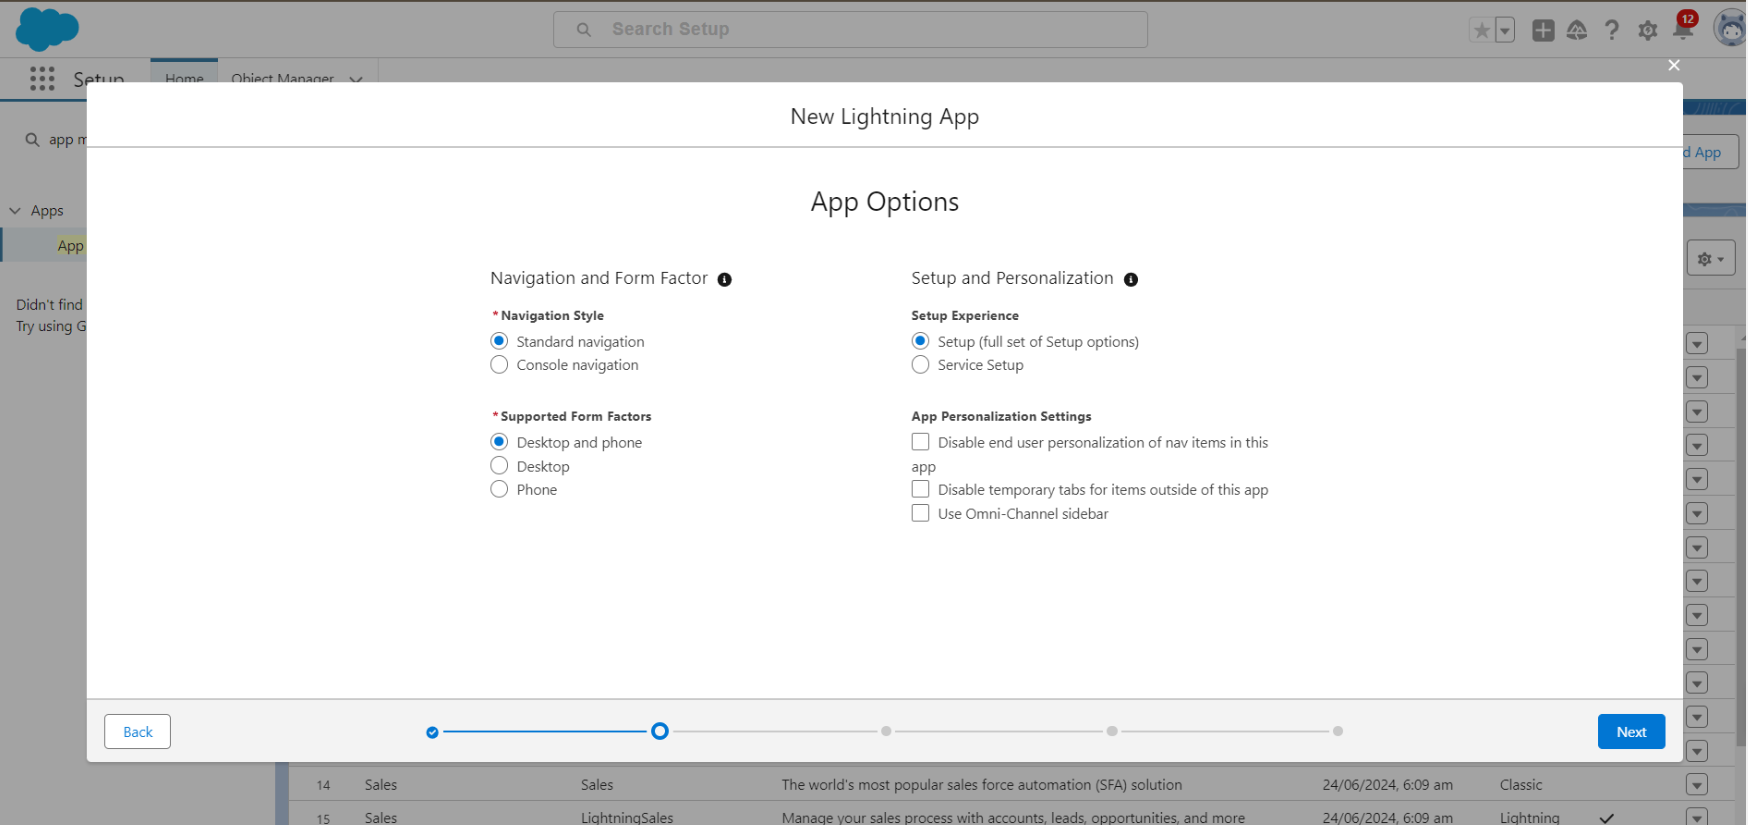 Search Setup
12
Setup
Home
Object Manager
New Lightning App
app m
d App
App Options
Apps
App
Navigation and Form Factor
Setup and Personalization
Didn't find
Try using G
*Navigation Style
Setup Experience
Standard navigation
Setup (full set of Setup options)
Console navigation
Service Setup
*Supported Form Factors
App Personalization Settings
Desktop and phone
Disable end user personalization of nav items in this
app
Desktop
Phone
Disable temporary tabs for items outside of this app
Use Omni-Channel sidebar
Back
Next
14 Sales Sales The world's most popular sales force automation (SFA) solution 24/06/2024, 6:09 am Classic
15 Sales LightningSales Manage your sales process with accounts, leads, opportunities, and more 24/06/2024, 6:09 am Lightning